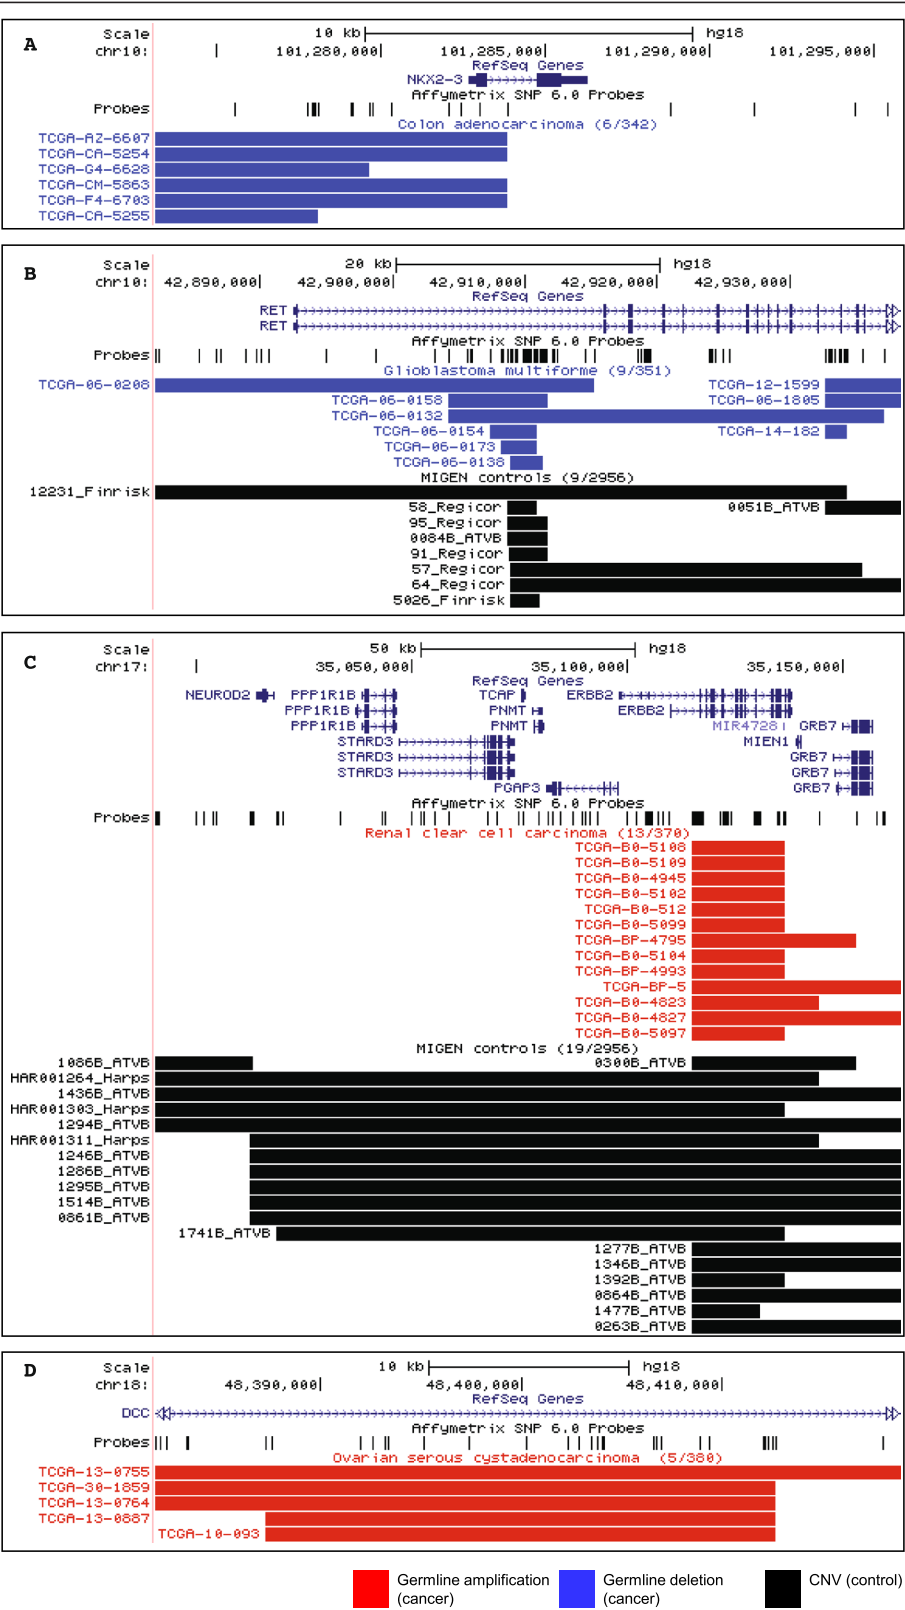 A
Scale 10 kb hg18
chr10: 101,280,000 101,285,000 101,290,000 101,295,000
RefSeq Genes
NKX2-3
Affymetrix SNP 6.0 Probes
Probes
Colon adenocarcinoma (6/342)
TCGA-AZ-6607
TCGA-CA-5254
TCGA-G4-6628
TCGA-CM-5863
TCGA-F4-6703
TCGA-CA-5255
B
Scale 20 kb hg18
chr10: 42,890,000 42,900,000 42,910,000 42,920,000 42,930,000
RefSeq Genes
RET
RET
Affymetrix SNP 6.0 Probes
Probes
Glioblastoma multiforme (9/351)
TCGA-06-0208 TCGA-12-1599
TCGA-06-0158 TCGA-06-1805
TCGA-06-0132
TCGA-06-0154 TCGA-14-182
TCGA-06-0173
TCGA-06-0138
MIGEN controls (9/2956)
12231_Finrisk
58_Regicor 0051B_ATVB
95_Regicor
0084B_ATVB
91_Regicor
57_Regicor
64_Regicor
5026_Finrisk
C
Scale 50 kb hg18
chr17: 35,050,000 35,100,000 35,150,000
RefSeq Genes
NEUROD2 PPP1R1B TCAP ERBB2
PPP1R1B PNMT ERBB2
PPP1R1B PNMT MIR4728 GRB7
STARD3 MIEN1
STARD3 GRB7
STARD3 GRB7
PGAP3 GRB7
Affymetrix SNP 6.0 Probes
Probes
Renal clear cell carcinoma (13/370)
TCGA-B0-5108
TCGA-B0-5109
TCGA-B0-4945
TCGA-B0-5102
TCGA-B0-512
TCGA-B0-5099
TCGA-BP-4795
TCGA-B0-5104
TCGA-BP-4993
TCGA-BP-5
TCGA-B0-4823
TCGA-B0-4827
TCGA-B0-5097
MIGEN controls (19/2956)
1086B_ATVB 0300B_ATVB
HAR001264_Harps
1436B_ATVB
HAR001303_Harps
1294B_ATVB
HAR001311_Harps
1246B_ATVB
1286B_ATVB
1295B_ATVB
1514B_ATVB
0861B_ATVB
1741B_ATVB
1277B_ATVB
1346B_ATVB
1392B_ATVB
0864B_ATVB
1477B_ATVB
0263B_ATVB
D
Scale 10 kb hg18
chr18: 48,390,000 48,400,000 48,410,000
RefSeq Genes
DCC
Affymetrix SNP 6.0 Probes
Probes
Ovarian serous cystadenocarcinoma (5/380)
TCGA-13-0755
TCGA-30-1859
TCGA-13-0764
TCGA-13-0887
TCGA-10-093
Germline amplification (cancer)
Germline deletion (cancer)
CNV (control)